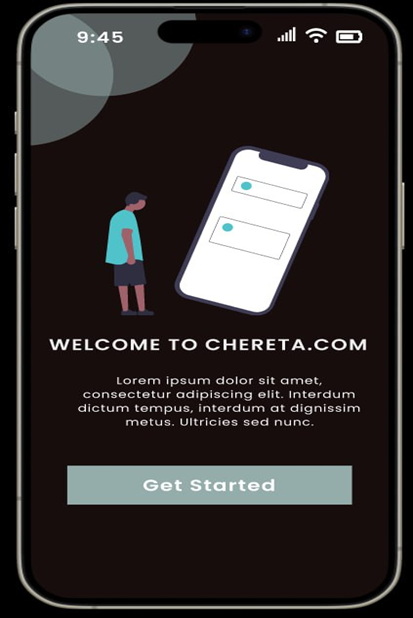 9:45
WELCOME TO CHERETA.COM
Lorem ipsum dolor sit amet,
consectetur adipiscing elit. Interdum
dictum tempus, interdum at dignissim
metus. Ultricies sed nunc.
Get Started